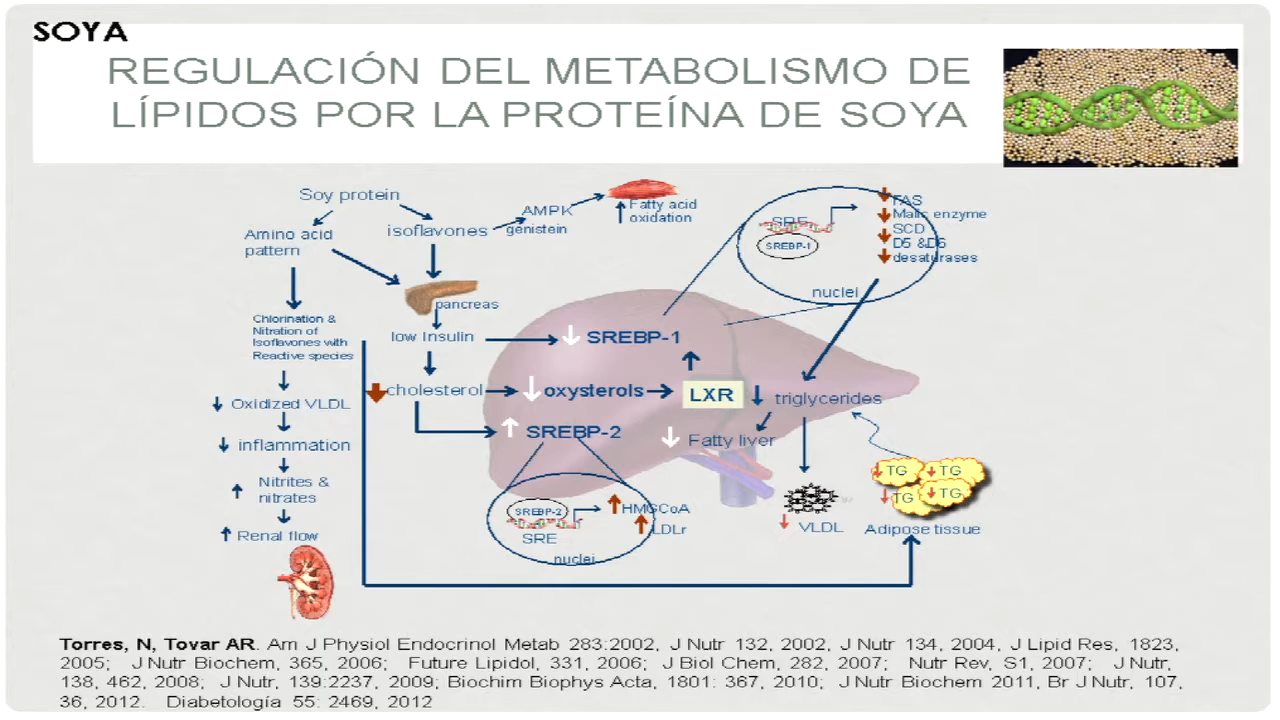 SOYA
REGULACIÓN DEL METABOLISMO DE
LÍPIDOS POR LA PROTEÍNA DE SOYA
Soy protein
Amino acid
pattern
isoflavones
AMPK
genistein
Fatty acid
oxidation
pancreas
Chlorination &
Nitration of
Isoflavones with
Reactive species
Oxidized VLDL
inflammation
Nitrites &
nitrates
Renal flow
low Insulin
cholesterol
SREBP-1
oxysterols
LXR
triglycerides
SREBP-2
Fatty liver
SRE
SREBP-1
nuclei
FAS
Malic enzyme
SCD
D5 &D6
desaturases
SREBP-2
SRE
nuclei
HMGCoA
LDLr
VLDL
TG
TG
TG
TG
Adipose tissue
Torres, N, Tovar AR. Am J Physiol Endocrinol Metab 283:2002, J Nutr 132, 2002, J Nutr 134, 2004, J Lipid Res, 1823,
2005; J Nutr Biochem, 365, 2006; Future Lipidol, 331, 2006; J Biol Chem, 282, 2007; Nutr Rev, S1, 2007; J Nutr,
138, 462, 2008; J Nutr, 139:2237, 2009; Biochim Biophys Acta, 1801: 367, 2010; J Nutr Biochem 2011, Br J Nutr, 107,
36, 2012. Diabetología 55: 2469, 2012